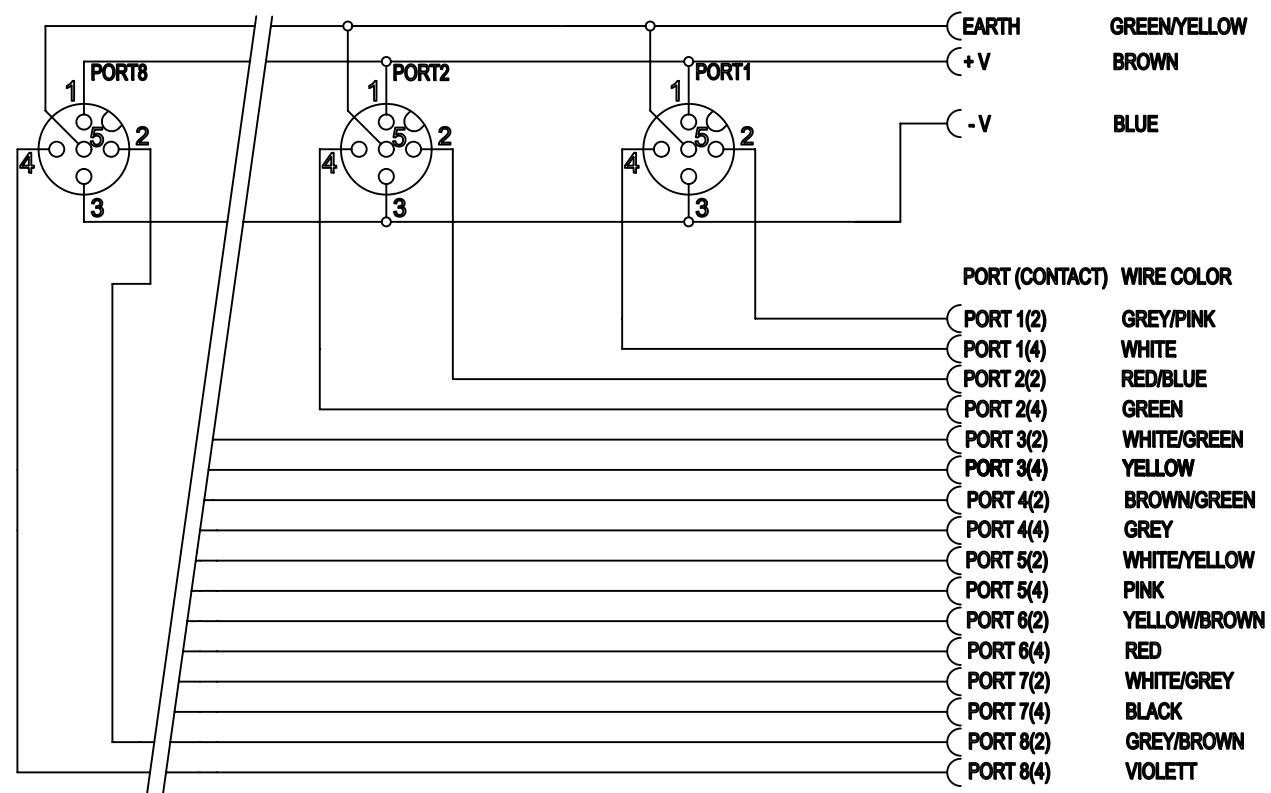 EARTH GREEN/YELLOW
+ V BROWN
PORT8 PORT2 PORT1
1 1 1
- V BLUE
5 2 5 2 5 2
4 4 4
3 3 3
PORT (CONTACT) WIRE COLOR
PORT 1(2) GREY/PINK
PORT 1(4) WHITE
PORT 2(2) RED/BLUE
PORT 2(4) GREEN
PORT 3(2) WHITE/GREEN
PORT 3(4) YELLOW
PORT 4(2) BROWN/GREEN
PORT 4(4) GREY
PORT 5(2) WHITE/YELLOW
PORT 5(4) PINK
PORT 6(2) YELLOW/BROWN
PORT 6(4) RED
PORT 7(2) WHITE/GREY
PORT 7(4) BLACK
PORT 8(2) GREY/BROWN
PORT 8(4) VIOLETT